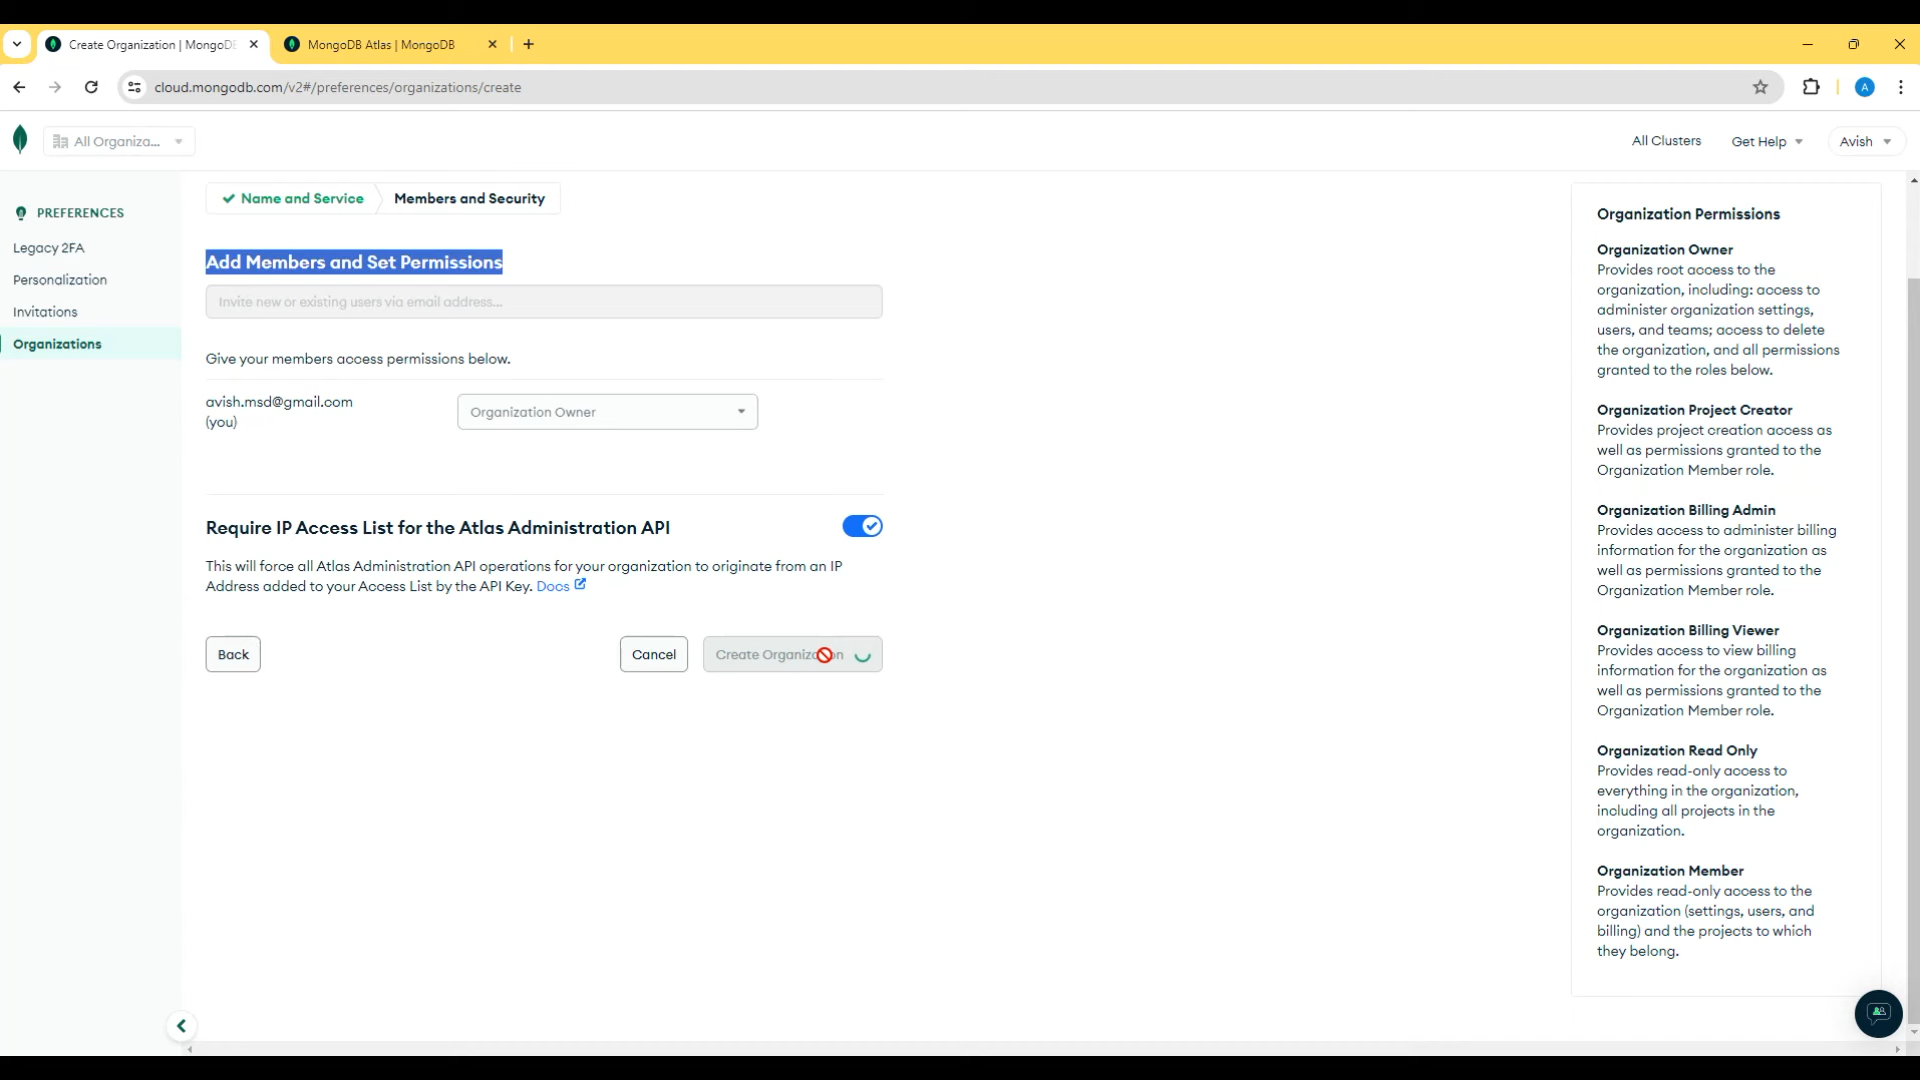 Create Organization | MongoD
MongoDB Atlas | MongoDB
cloud.mongodb.com/v2#/preferences/organizations/create
A
All Organiza...
All Clusters
Get Help
Avish
PREFERENCES
Legacy 2FA
Personalization
Invitations
Organizations
Name and Service
Members and Security
Add Members and Set Permissions
Invite new or existing users via email address...
Give your members access permissions below.
avish.msd@gmail.com
(you)
Organization Owner
Require IP Access List for the Atlas Administration API
This will force all Atlas Administration API operations for your organization to originate from an IP
Address added to your Access List by the API Key. Docs
Back
Cancel
Create Organization
Organization Permissions
Organization Owner
Provides root access to the
organization, including: access to
administer organization settings,
users, and teams; access to delete
the organization, and all permissions
granted to the roles below.
Organization Project Creator
Provides project creation access as
well as permissions granted to the
Organization Member role.
Organization Billing Admin
Provides access to administer billing
information for the organization as
well as permissions granted to the
Organization Member role.
Organization Billing Viewer
Provides access to view billing
information for the organization as
well as permissions granted to the
Organization Member role.
Organization Read Only
Provides read-only access to
everything in the organization,
including all projects in the
organization.
Organization Member
Provides read-only access to the
organization (settings, users, and
billing) and the projects to which
they belong.